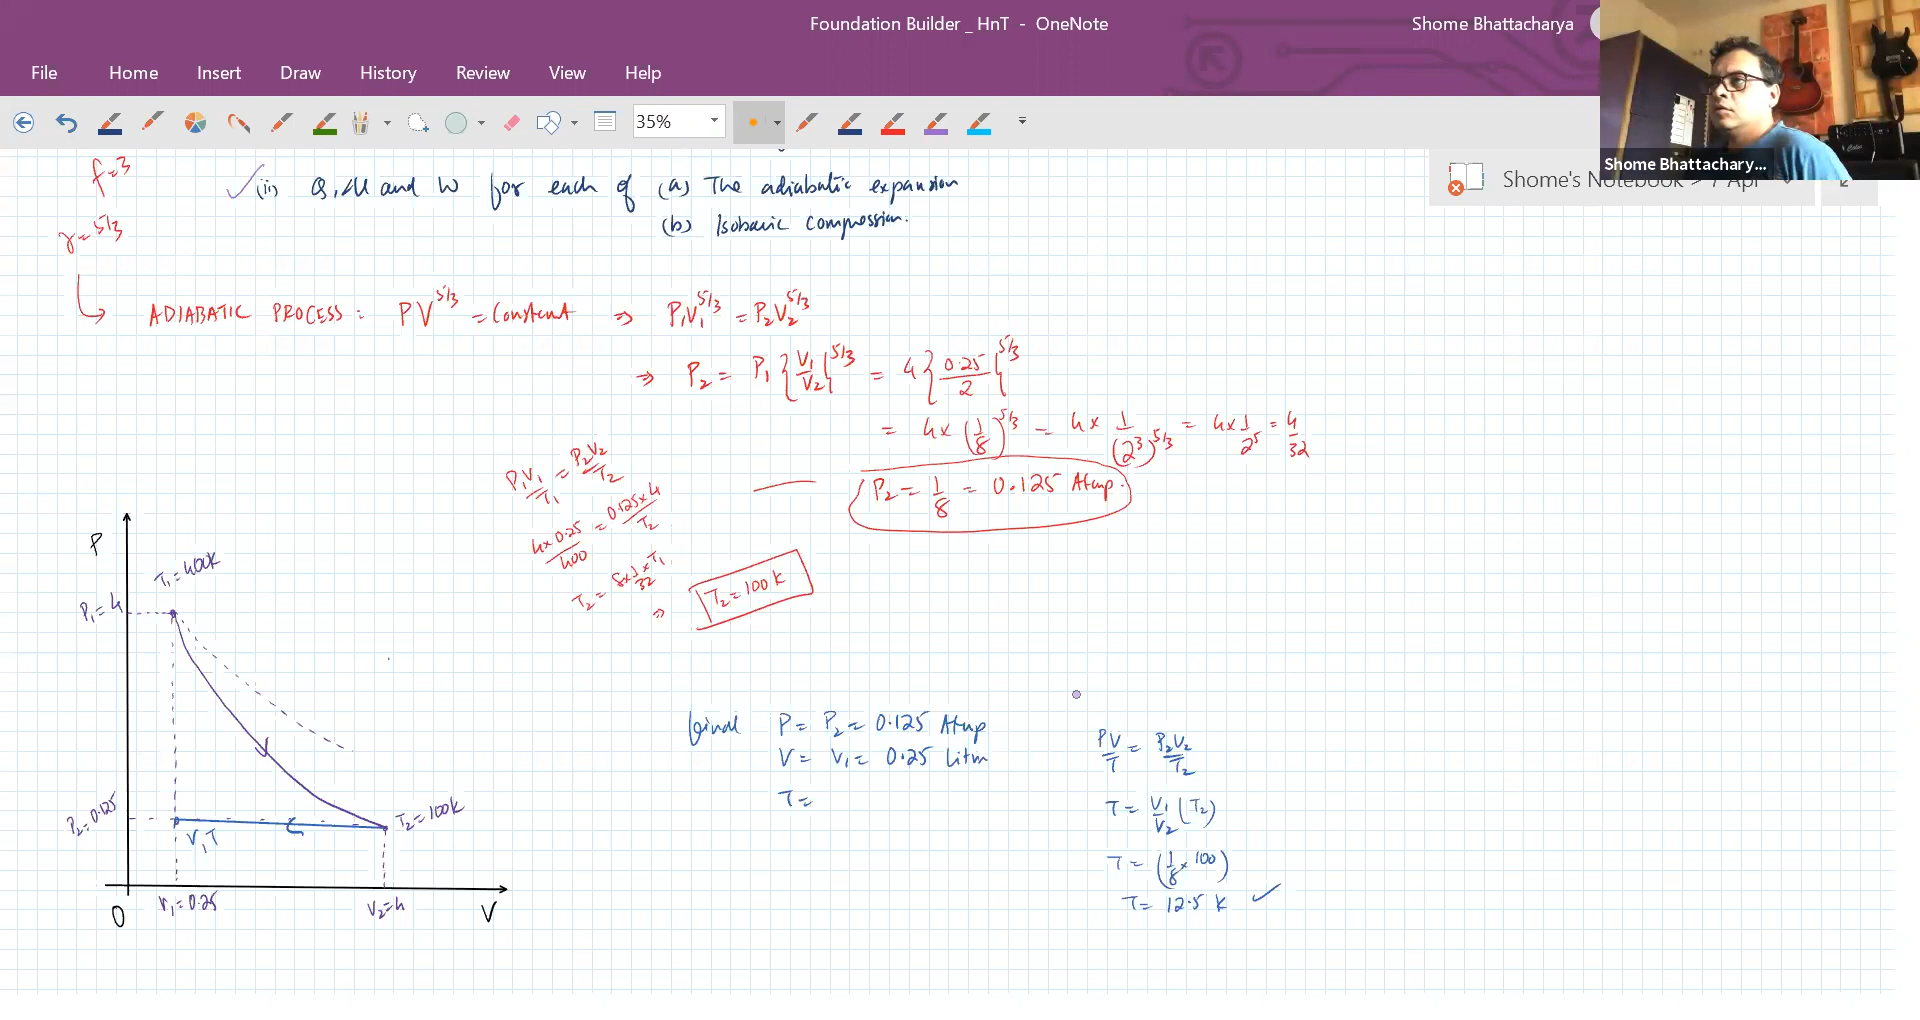 Foundation Builder _ HnT - OneNote
Shome Bhattacharya
File Home Insert Draw History Review View Help
35%
Shome Bhattachary...
Shome's Notebook > 7 Apr
f=3
γ=5/3
(ii) Q, ΔU and W for each of (a) The adiabatic expansion
(b) Isobaric compression.
ADIABATIC PROCESS: PV^5/3 = Constant ⇒ P₁V₁^5/3 = P₂V₂^5/3
⇒ P₂ = P₁{V₁/V₂}^5/3 = 4{0.25/2}^5/3
= 4×(1/8)^5/3 = 4×1/(2³)^5/3 = 4×1/2⁵ = 4/32
P₂ = 1/8 = 0.125 Atmp.
P₁V₁/T₁ = P₂V₂/T₂
4×0.25/400 = 0.125×4/T₂
⇒ T₂ = 100 K
P
T₁=400K
P₁=4
P₂=0.125
T₂=100K
V,T
O
V₁=0.25
V₂=4
V
final P = P₂ = 0.125 Atmp
V = V₁ = 0.25 Litre
T =
PV/T = P₂V₂/T₂
T = V₁/V₂ (T₂)
T = (1/8 × 100)
T = 12.5 K ✓